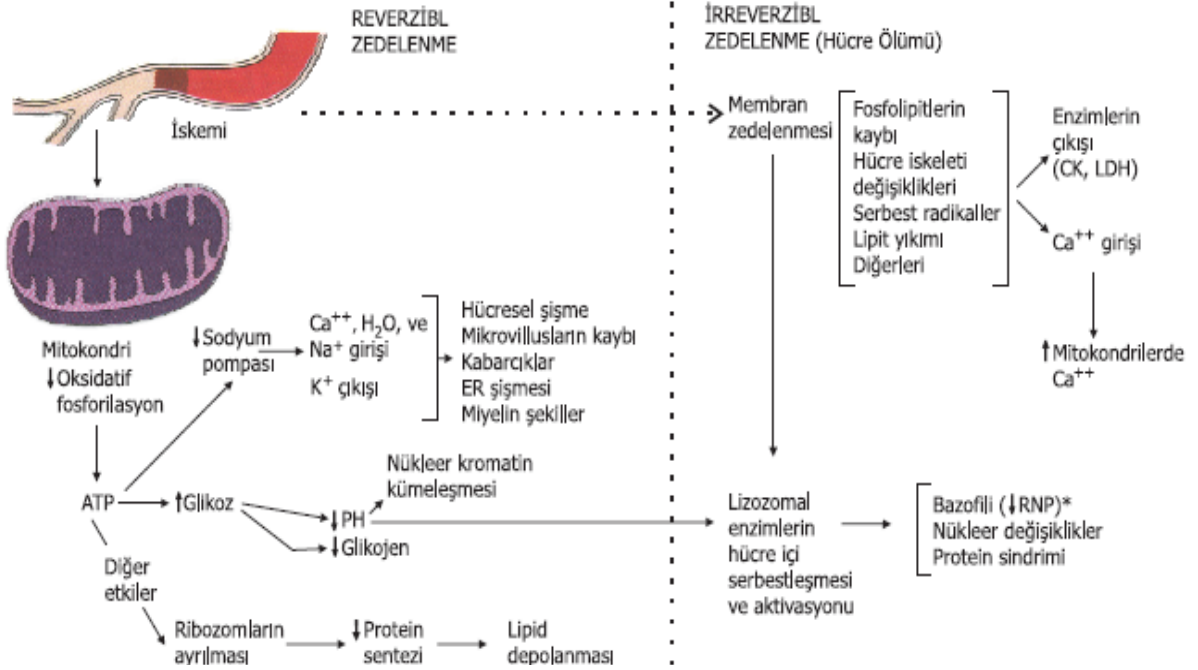 REVERZİBL
ZEDELENME
İRREVERZİBL
ZEDELENME (Hücre Ölümü)
İskemi
Membran
zedelenmesi
Fosfolipitlerin
kaybı
Hücre iskeleti
değişiklikleri
Serbest radikaller
Lipit yıkımı
Diğerleri
Enzimlerin
çıkışı
(CK, LDH)
Ca⁺⁺ girişi
↑Mitokondrilerde
Ca⁺⁺
Mitokondri
↓Oksidatif
fosforilasyon
↓Sodyum
pompası
Ca⁺⁺, H₂O, ve
Na⁺ girişi
K⁺ çıkışı
Hücresel şişme
Mikrovillusların kaybı
Kabarcıklar
ER şişmesi
Miyelin şekiller
Nükleer kromatin
kümeleşmesi
ATP
↑Glikoz
↓PH
↓Glikojen
Lizozomal
enzimlerin
hücre içi
serbestleşmesi
ve aktivasyonu
Bazofili (↓RNP)*
Nükleer değişiklikler
Protein sindrimi
Diğer
etkiler
Ribozomların
ayrılması
↓Protein
sentezi
Lipid
depolanması